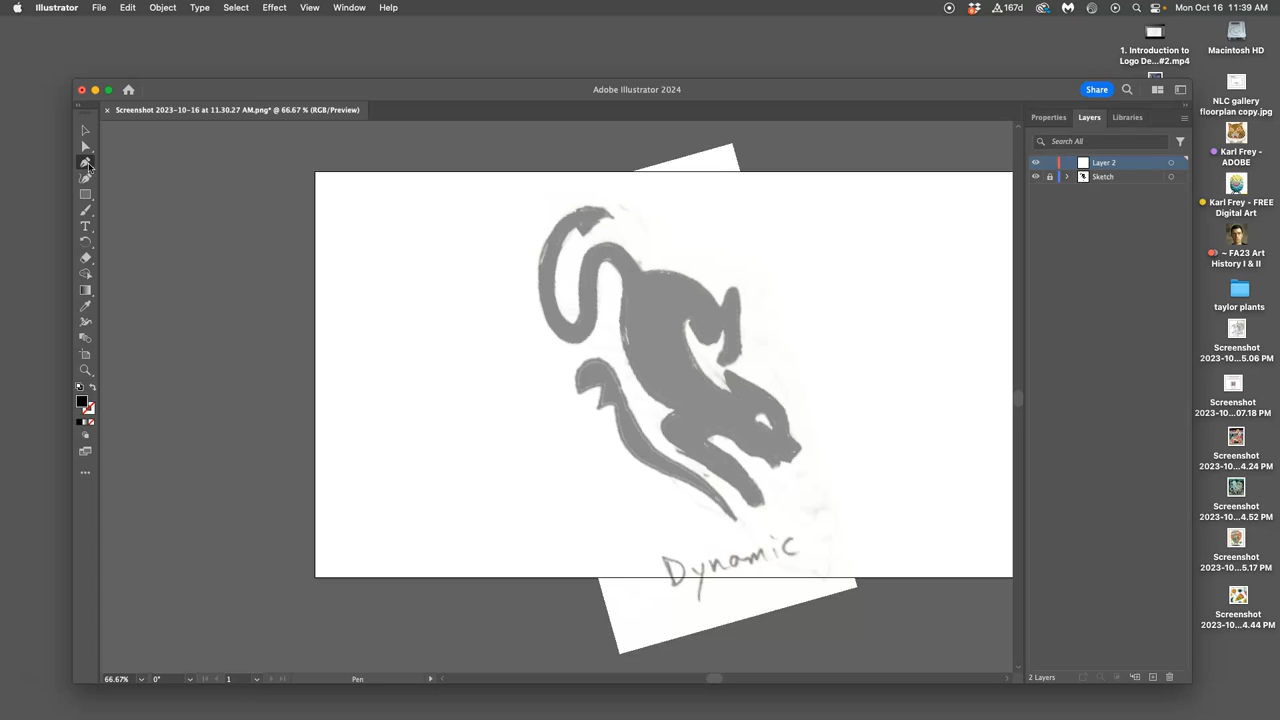 Illustrator File Edit Object Type Select Effect View Window Help
167d
Mon Oct 16 11:39 AM
Adobe Illustrator 2024
Share
Screenshot 2023-10-16 at 11.30.27 AM.png* @ 66.67 % (RGB/Preview)
Properties Layers Libraries
Search All
Layer 2
Sketch
Dynamic
66.67% 0° 1 Pen
2 Layers
1. Introduction to
Logo De...#2.mp4
Macintosh HD
NLC gallery
floorplan copy.jpg
Karl Frey -
ADOBE
Karl Frey - FREE
Digital Art
~ FA23 Art
History I & II
taylor plants
Screenshot
2023-10...5.06 PM
Screenshot
2023-10...07.18 PM
Screenshot
2023-10...4.24 PM
Screenshot
2023-10...4.52 PM
Screenshot
2023-10...5.17 PM
Screenshot
2023-10...4.44 PM